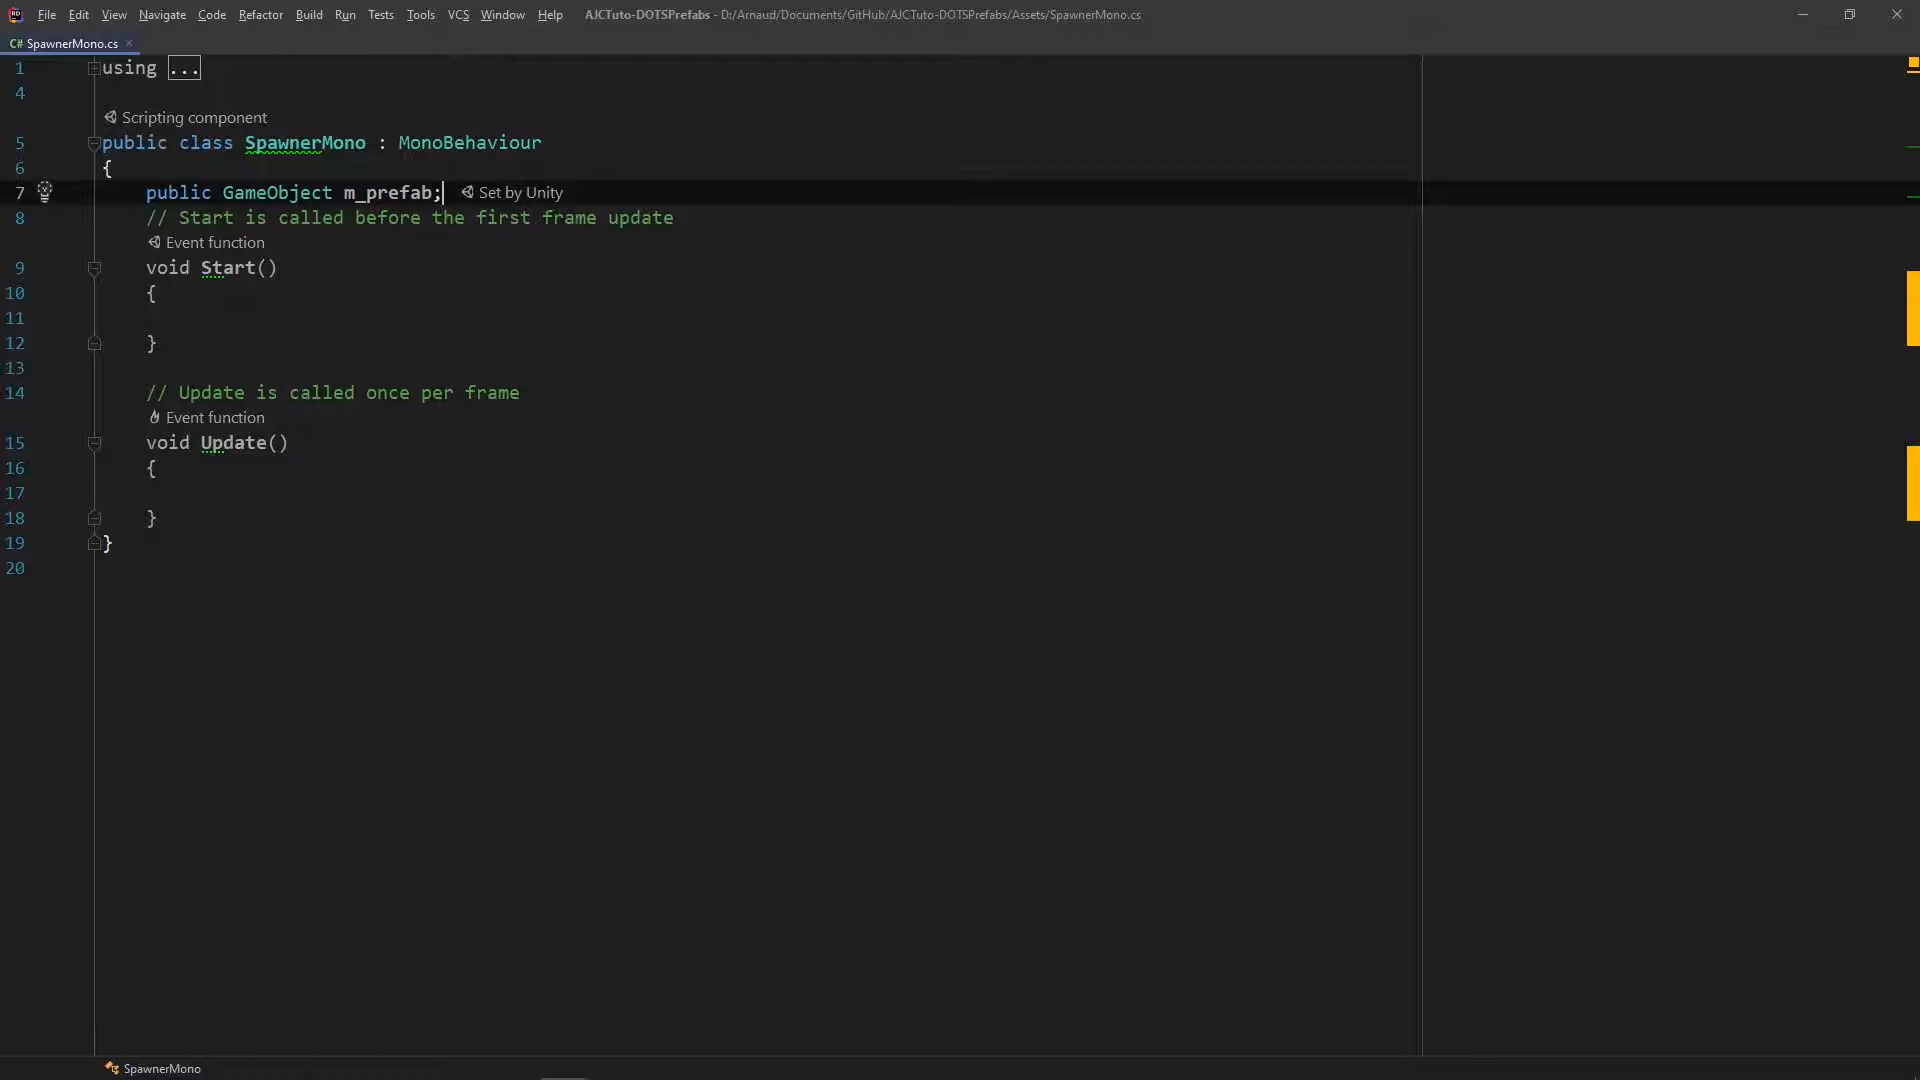 File Edit View Navigate Code Refactor Build Run Tests Tools VCS Window Help AJCTuto-DOTSPrefabs - D:/Arnaud/Documents/GitHub/AJCTuto-DOTSPrefabs/Assets/SpawnerMono.cs
C# SpawnerMono.cs ×
1 using ...
4
Scripting component
5 public class SpawnerMono : MonoBehaviour
6 {
7 public GameObject m_prefab; Set by Unity
8 // Start is called before the first frame update
Event function
9 void Start()
10 {
11
12 }
13
14 // Update is called once per frame
Event function
15 void Update()
16 {
17
18 }
19 }
20
SpawnerMono